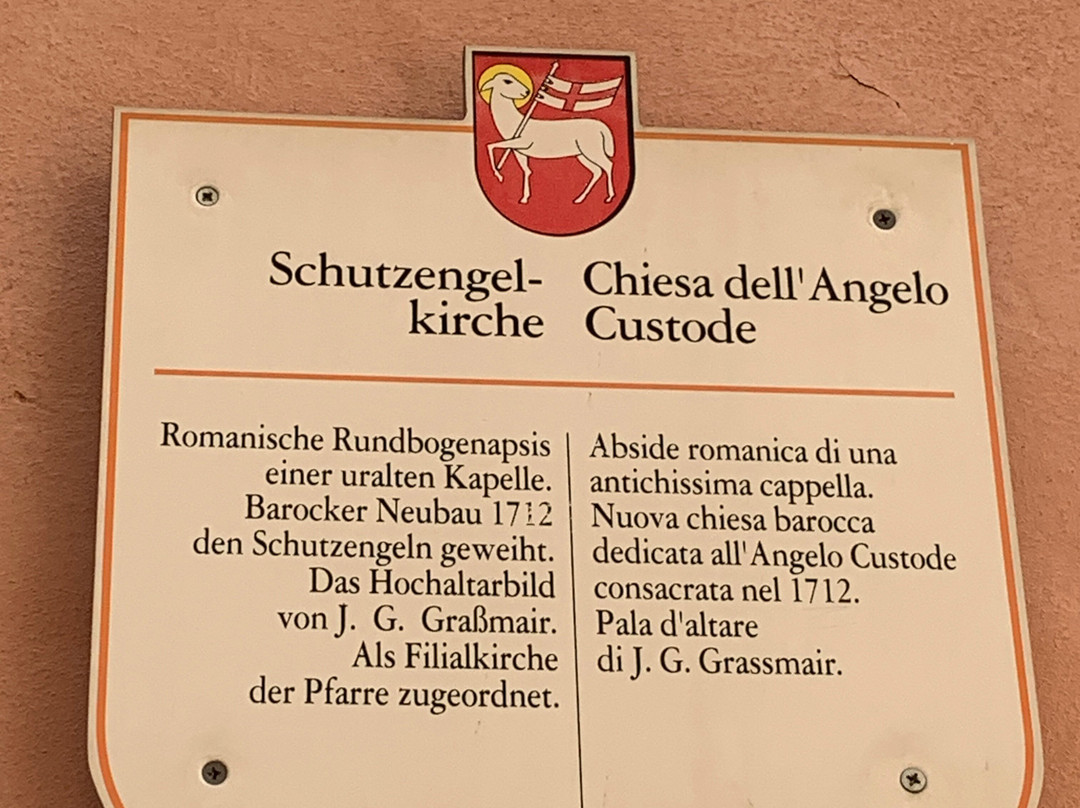 Schutzengel-
kirche
Chiesa dell'Angelo
Custode
Romanische Rundbogenapsis
einer uralten Kapelle.
Barocker Neubau 1712
den Schutzengeln geweiht.
Das Hochaltarbild
von J. G. Graßmair.
Als Filialkirche
der Pfarre zugeordnet.
Abside romanica di una
antichissima cappella.
Nuova chiesa barocca
dedicata all'Angelo Custode
consacrata nel 1712.
Pala d'altare
di J. G. Grassmair.